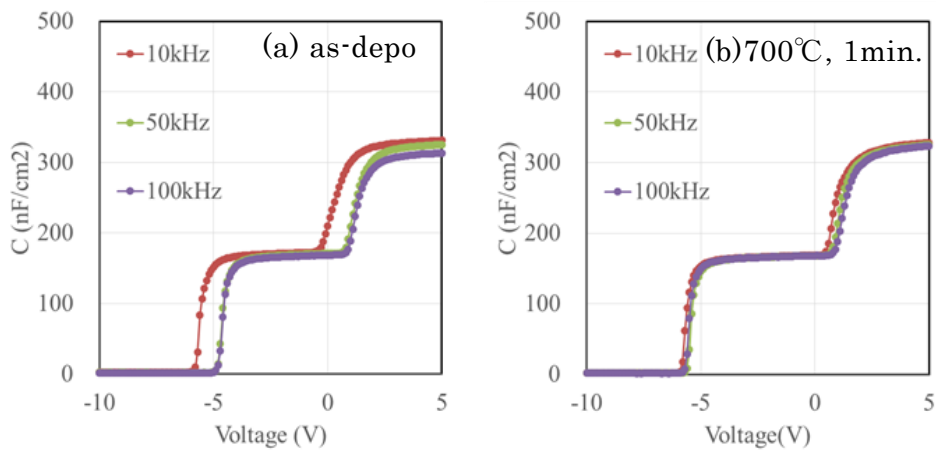 (a) as-depo
10kHz
50kHz
100kHz
C (nF/cm2)
500
400
300
200
100
0
-10
-5
0
5
Voltage (V)
(b)700℃, 1min.
10kHz
50kHz
100kHz
C (nF/cm2)
500
400
300
200
100
0
-10
-5
0
5
Voltage(V)